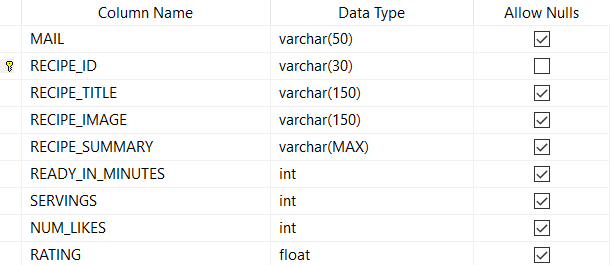 Column Name Data Type Allow Nulls
MAIL varchar(50)
RECIPE_ID varchar(30)
RECIPE_TITLE varchar(150)
RECIPE_IMAGE varchar(150)
RECIPE_SUMMARY varchar(MAX)
READY_IN_MINUTES int
SERVINGS int
NUM_LIKES int
RATING float